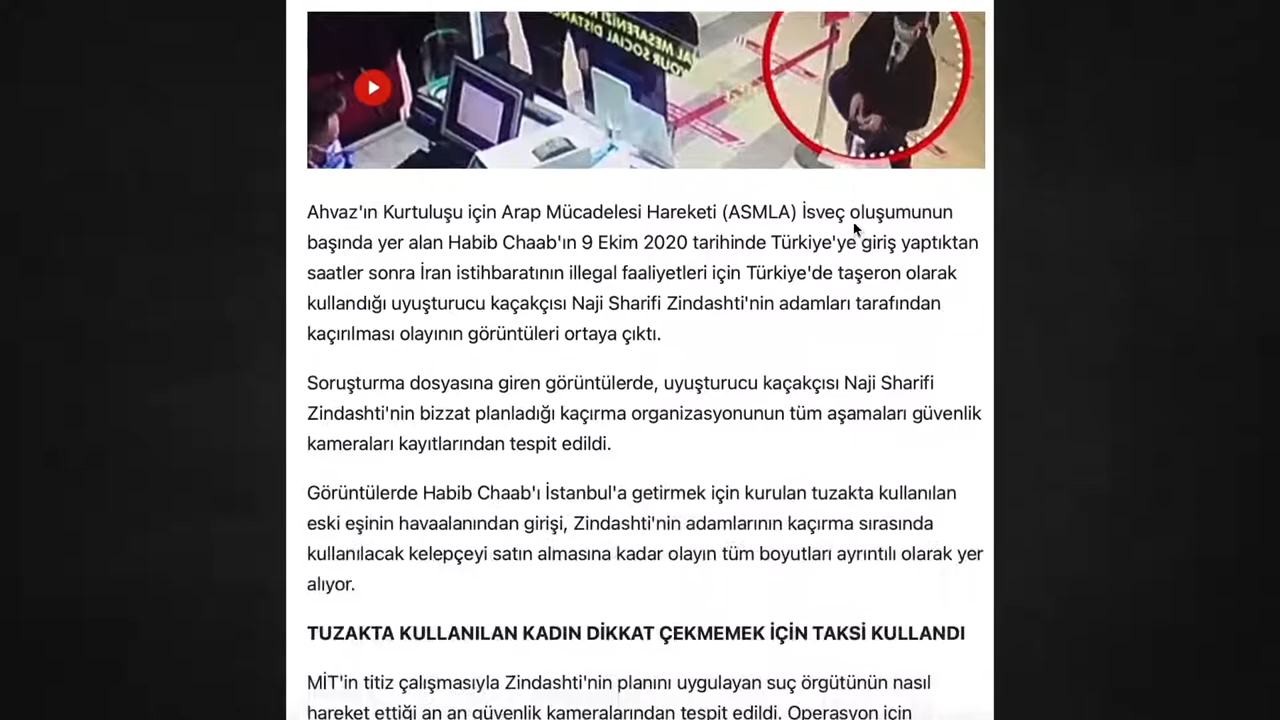 AL MESAFENİZİ
YOUR SOCIAL DISTANC
Ahvaz'ın Kurtuluşu için Arap Mücadelesi Hareketi (ASMLA) İsveç oluşumunun
başında yer alan Habib Chaab'ın 9 Ekim 2020 tarihinde Türkiye'ye giriş yaptıktan
saatler sonra İran istihbaratının illegal faaliyetleri için Türkiye'de taşeron olarak
kullandığı uyuşturucu kaçakçısı Naji Sharifi Zindashti'nin adamları tarafından
kaçırılması olayının görüntüleri ortaya çıktı.
Soruşturma dosyasına giren görüntülerde, uyuşturucu kaçakçısı Naji Sharifi
Zindashti'nin bizzat planladığı kaçırma organizasyonunun tüm aşamaları güvenlik
kameraları kayıtlarından tespit edildi.
Görüntülerde Habib Chaab'ı İstanbul'a getirmek için kurulan tuzakta kullanılan
eski eşinin havaalanından girişi, Zindashti'nin adamlarının kaçırma sırasında
kullanılacak kelepçeyi satın almasına kadar olayın tüm boyutları ayrıntılı olarak yer
alıyor.
TUZAKTA KULLANILAN KADIN DİKKAT ÇEKMEMEK İÇİN TAKSİ KULLANDI
MİT'in titiz çalışmasıyla Zindashti'nin planını uygulayan suç örgütünün nasıl
hareket ettiği an an güvenlik kameralarından tespit edildi. Operasyon için